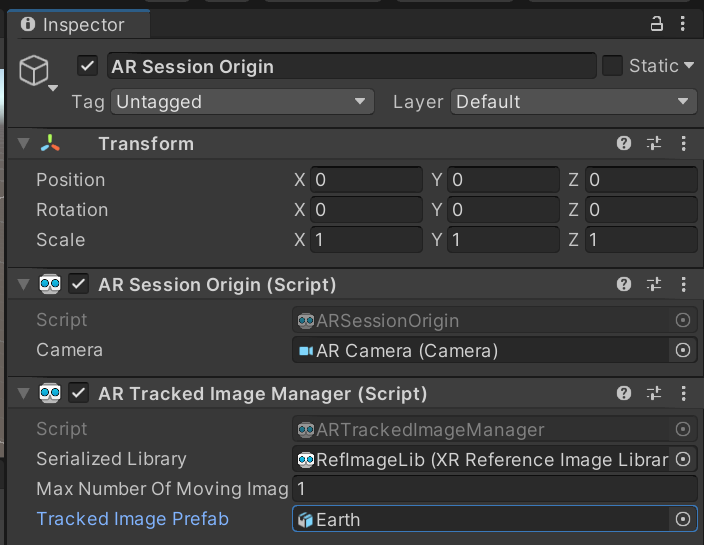 Inspector
AR Session Origin Static
Tag Untagged Layer Default
Transform
Position X 0 Y 0 Z 0
Rotation X 0 Y 0 Z 0
Scale X 1 Y 1 Z 1
AR Session Origin (Script)
Script ARSessionOrigin
Camera AR Camera (Camera)
AR Tracked Image Manager (Script)
Script ARTrackedImageManager
Serialized Library RefImageLib (XR Reference Image Librar
Max Number Of Moving Imag 1
Tracked Image Prefab Earth